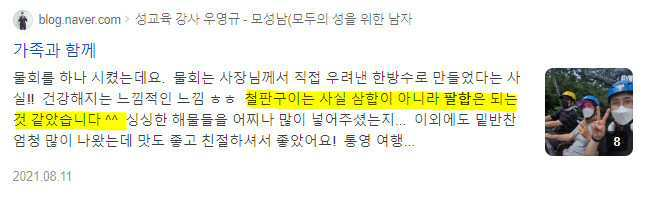 blog.naver.com › 성교육 강사 우영규 - 모성남(모두의 성을 위한 남자
가족과 함께
물회를 하나 시켰는데요. 물회는 사장님께서 직접 우려낸 한방수로 만들었다는 사
실!! 건강해지는 느낌적인 느낌 ㅎㅎ 철판구이는 사실 삼합이 아니라 팔합은 되는
것 같았습니다 ^^ 싱싱한 해물들을 어찌나 많이 넣어주셨는지... 이외에도 밑반찬
엄청 많이 나왔는데 맛도 좋고 친절하셔서 좋았어요! 통영 여행...
8
2021.08.11